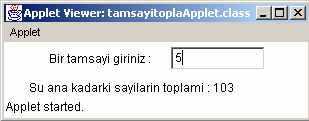 Applet Viewer: tamsayitoplaApplet.class
Applet
Bir tamsayi giriniz : 5
Su ana kadarki sayilarin toplami : 103
Applet started.